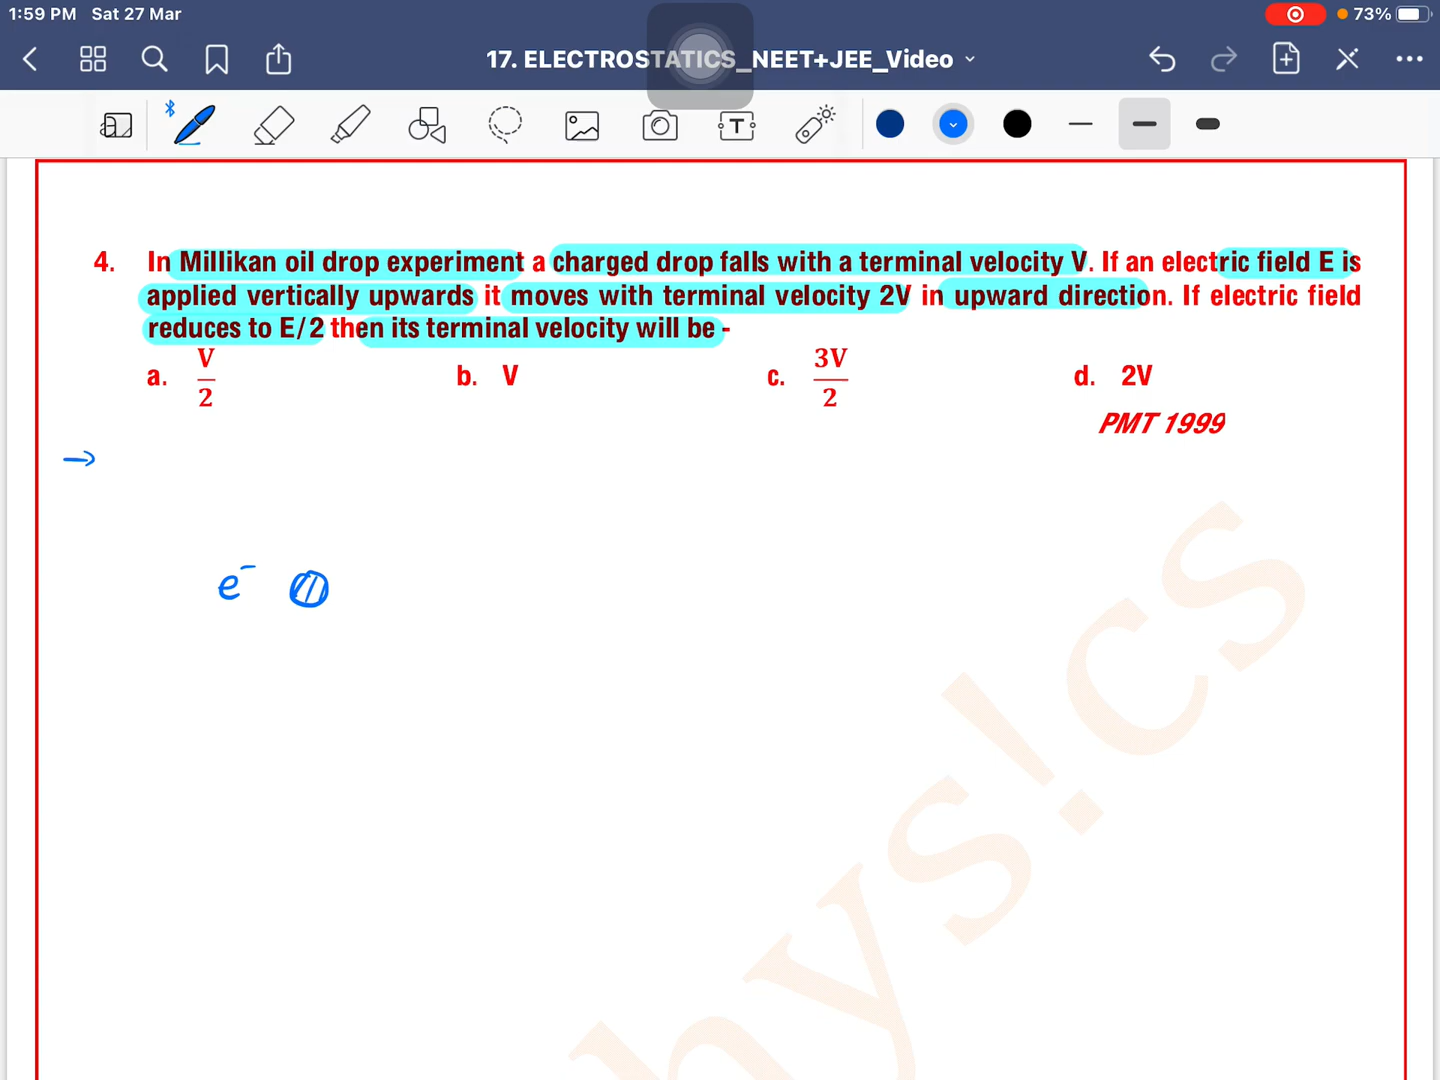 1:59 PM Sat 27 Mar
73%
17. ELECTROSTATICS_NEET+JEE_Video
4. In Millikan oil drop experiment a charged drop falls with a terminal velocity V. If an electric field E is
applied vertically upwards it moves with terminal velocity 2V in upward direction. If electric field
reduces to E/2 then its terminal velocity will be -
a. V/2 b. V c. 3V/2 d. 2V
PMT 1999
→
e⁻
hys!cs